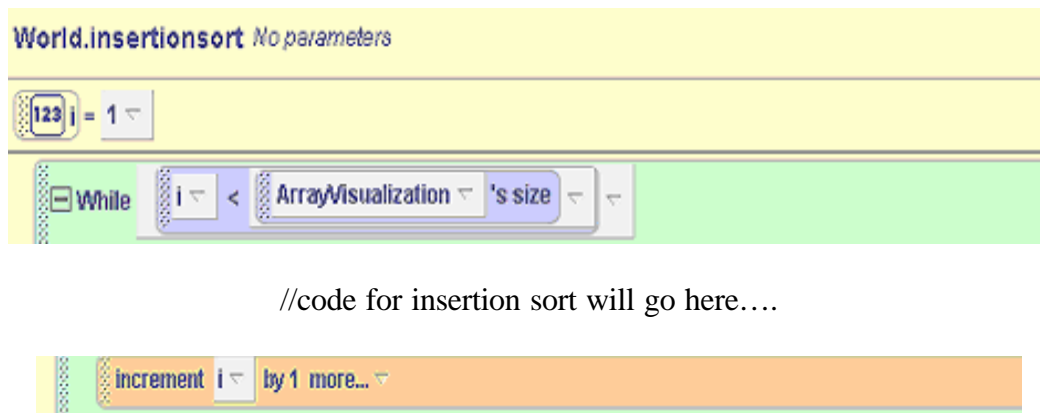 World.insertionsort No parameters
123 i = 1
While i < ArrayVisualization 's size
//code for insertion sort will go here….
increment i by 1 more...